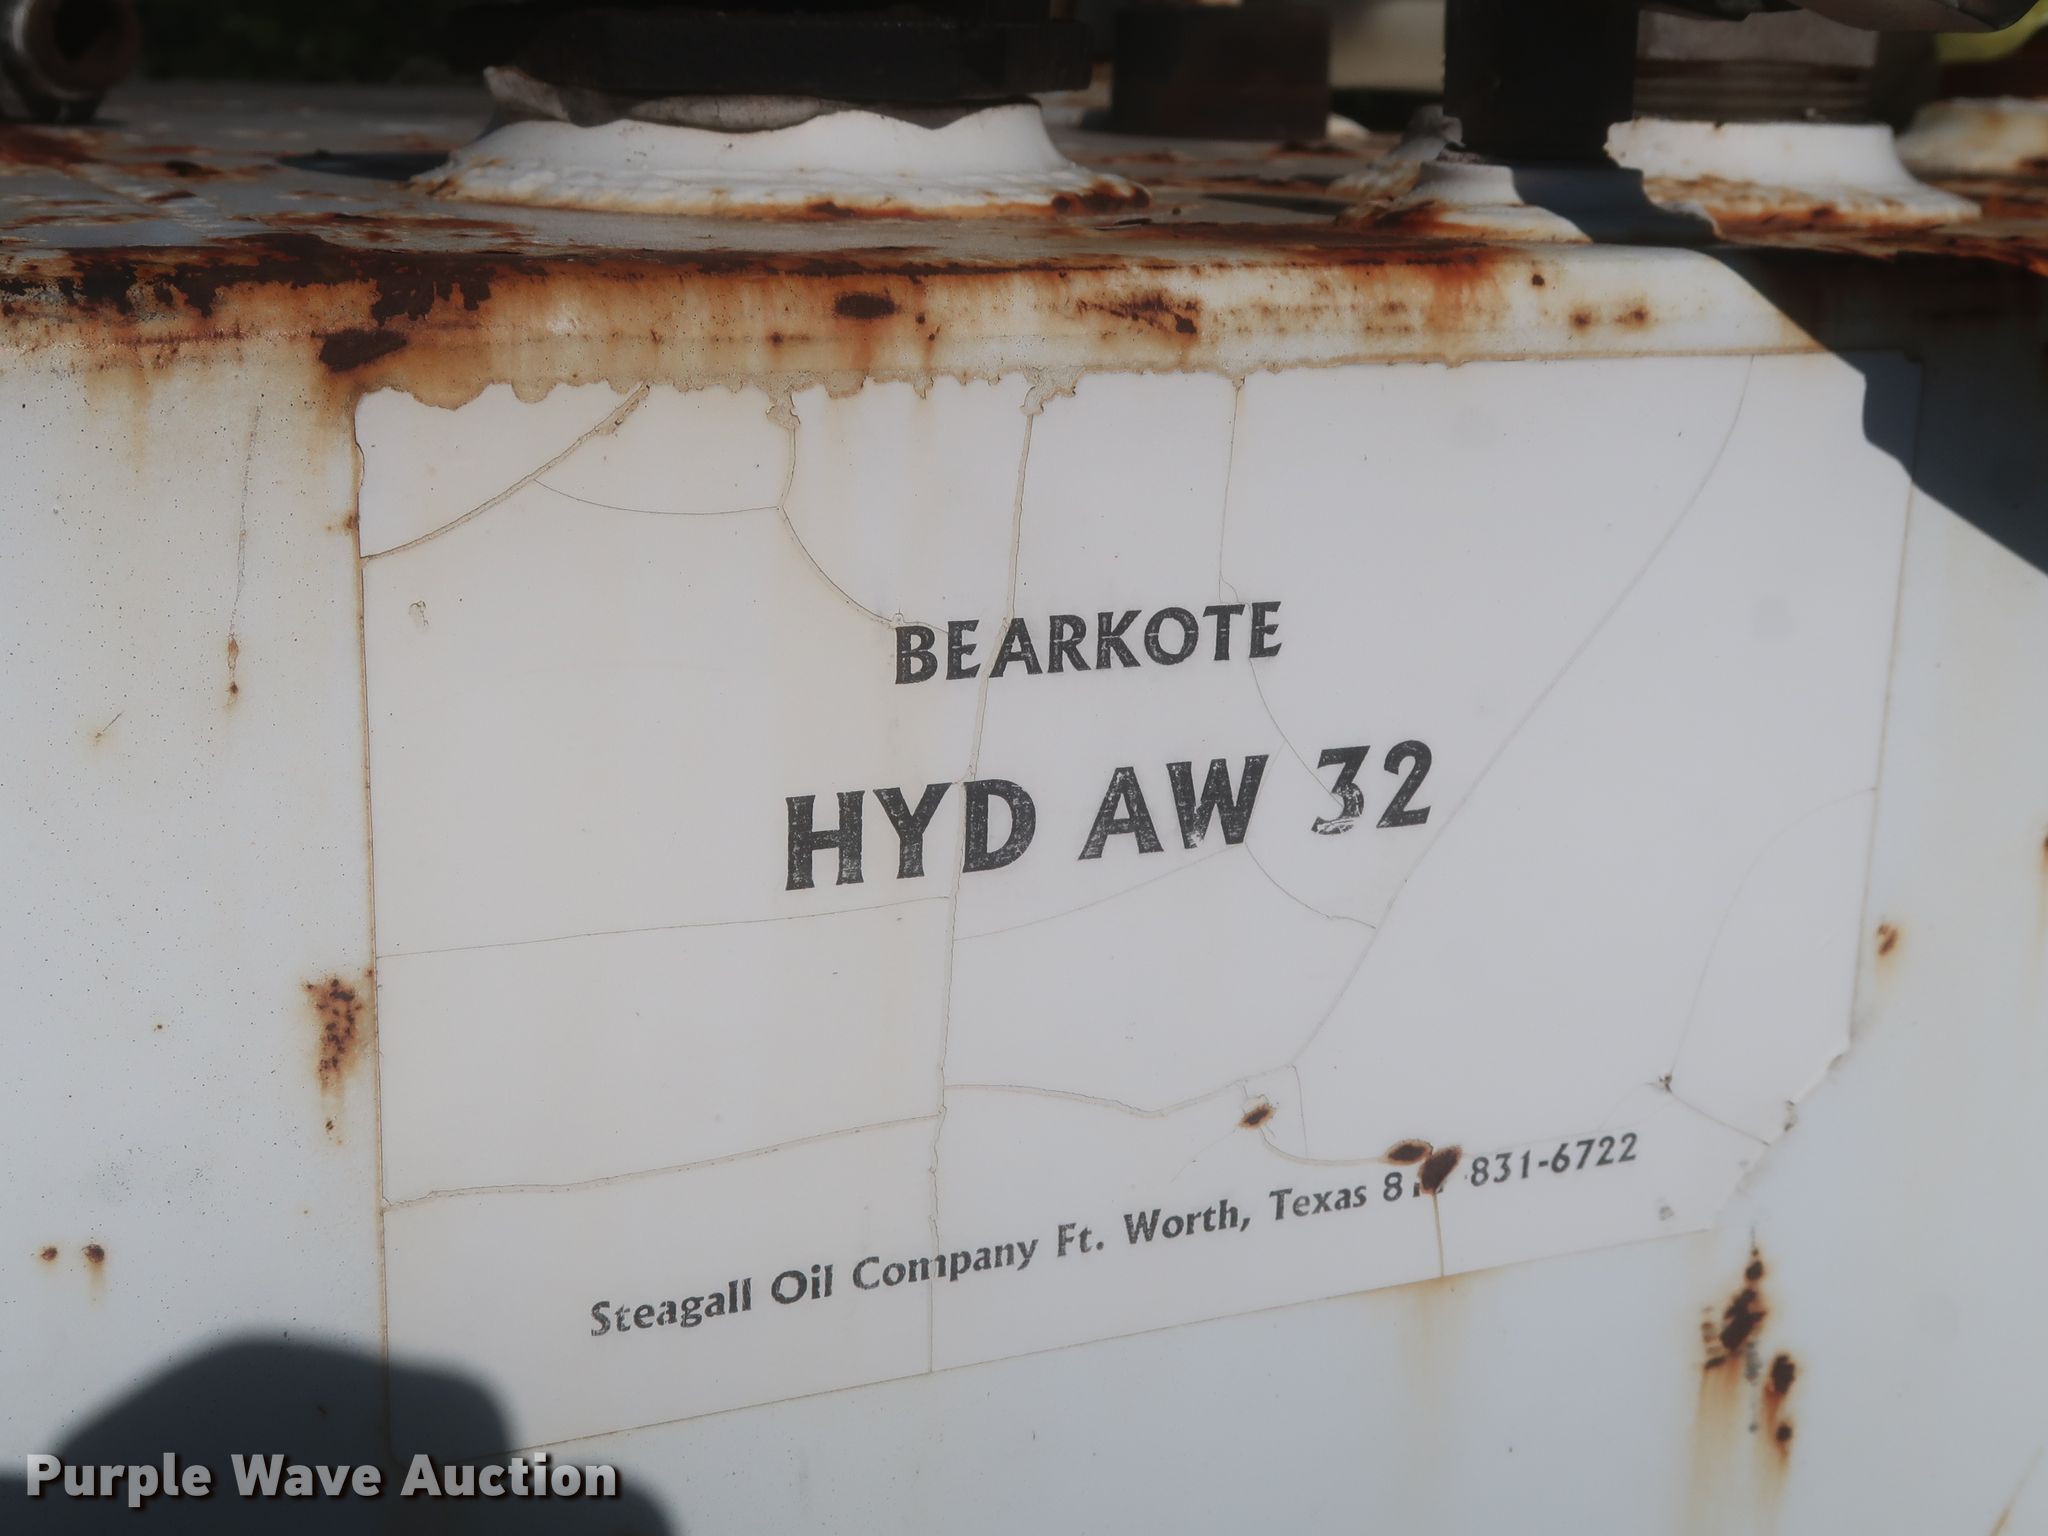 BEARKOTE
HYD AW 32
Steagall Oil Company Ft. Worth, Texas 831-6722
Purple Wave Auction